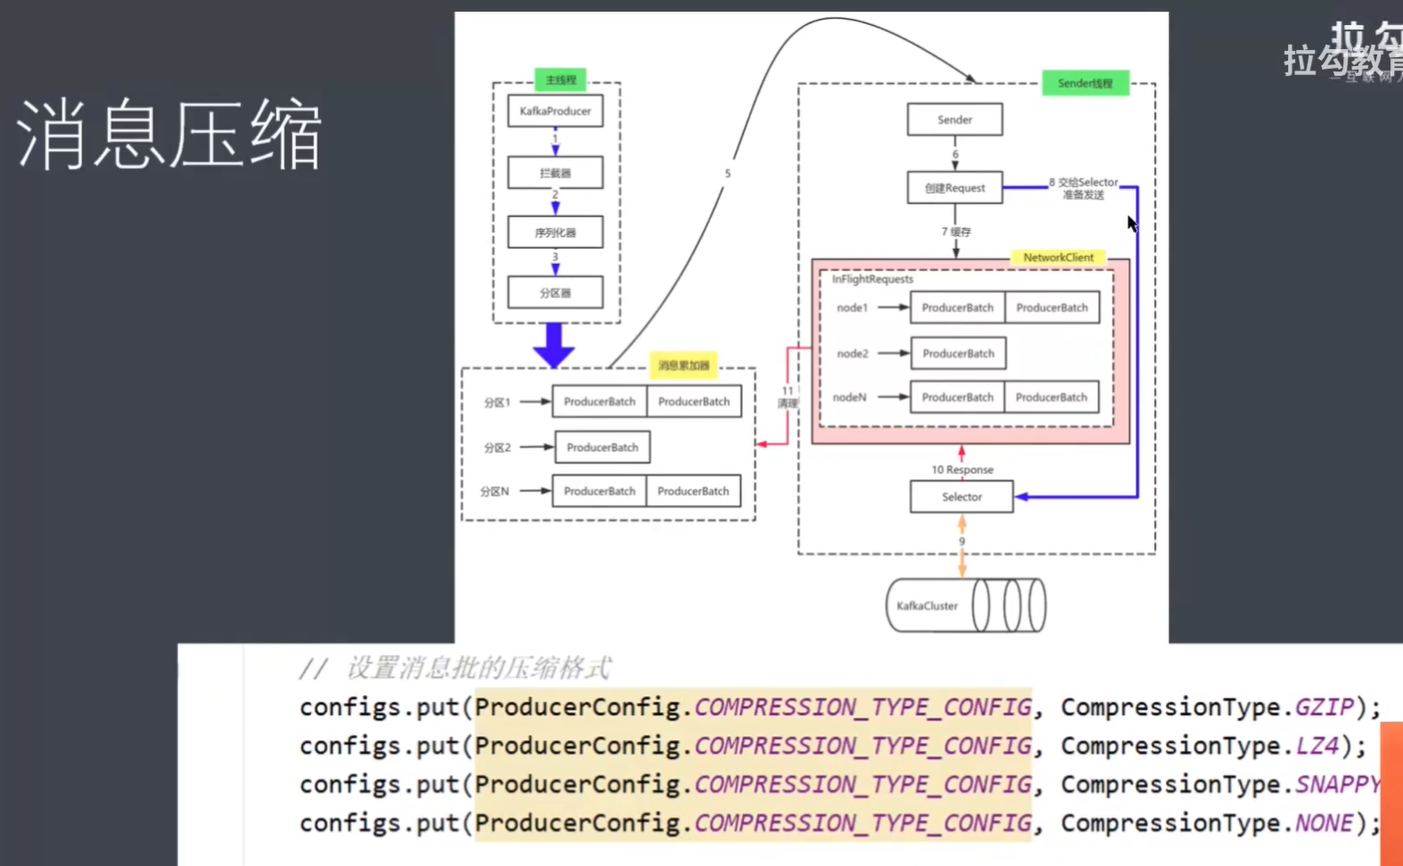 消息压缩
拉勾
拉勾教育
主线程
KafkaProducer
1
拦截器
2
序列化器
3
分区器
消息累加器
分区1
ProducerBatch ProducerBatch
分区2
ProducerBatch
分区N
ProducerBatch ProducerBatch
5
Sender线程
Sender
6
创建Request
8 交给Selector
准备发送
7 缓存
NetworkClient
InFlightRequests
node1
ProducerBatch ProducerBatch
node2
ProducerBatch
nodeN
ProducerBatch ProducerBatch
11
清理
10 Response
Selector
9
KafkaCluster
// 设置消息批的压缩格式
configs.put(ProducerConfig.COMPRESSION_TYPE_CONFIG, CompressionType.GZIP);
configs.put(ProducerConfig.COMPRESSION_TYPE_CONFIG, CompressionType.LZ4);
configs.put(ProducerConfig.COMPRESSION_TYPE_CONFIG, CompressionType.SNAPPY
configs.put(ProducerConfig.COMPRESSION_TYPE_CONFIG, CompressionType.NONE);